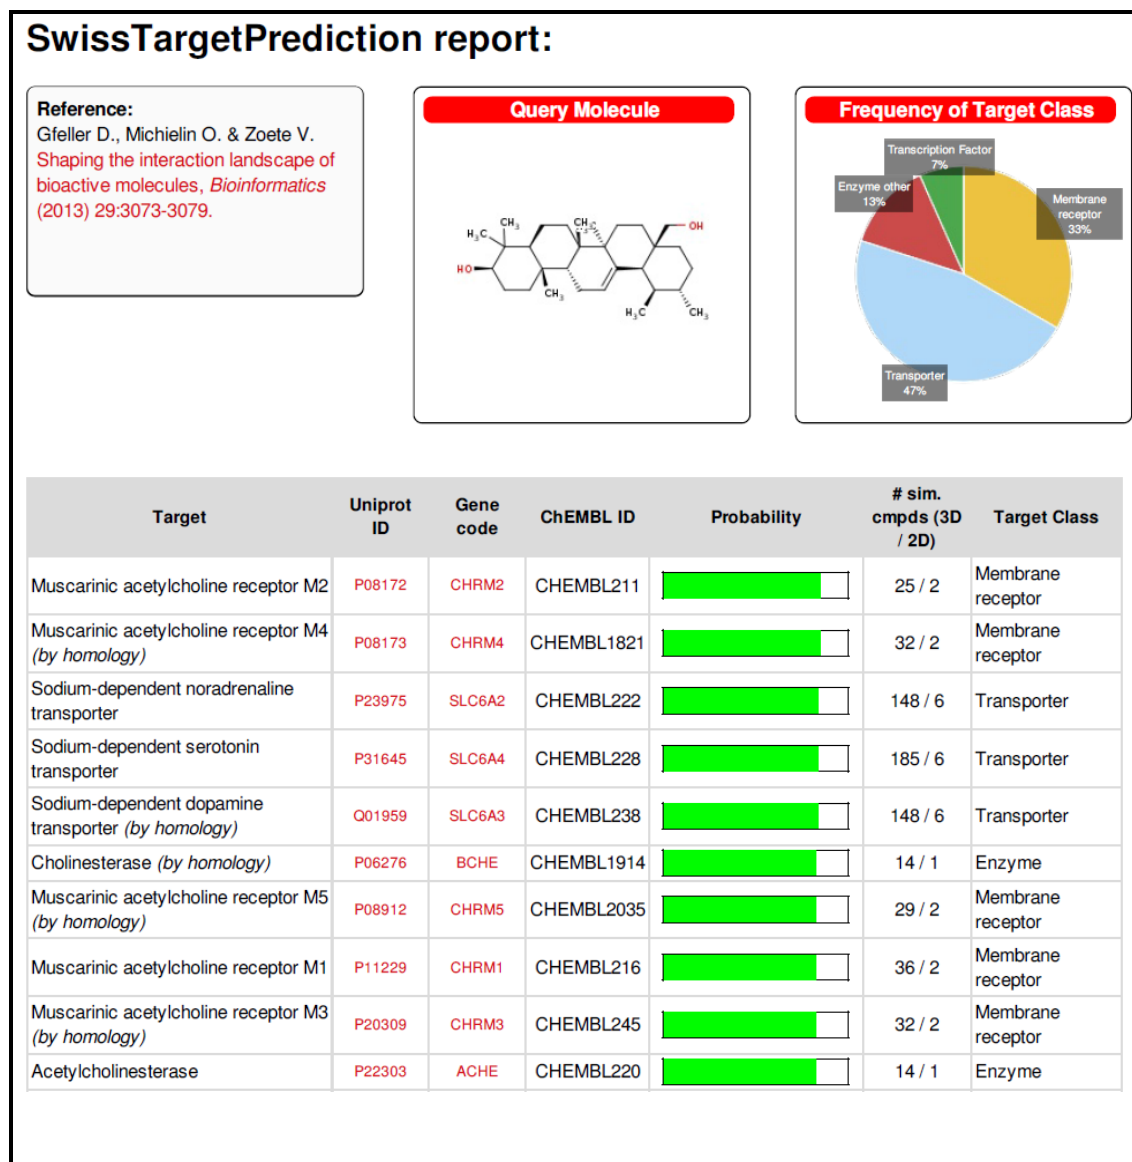 SwissTargetPrediction report:
Reference:
Gfeller D., Michielin O. & Zoete V.
Shaping the interaction landscape of
bioactive molecules, Bioinformatics
(2013) 29:3073-3079.
Query Molecule
CH3
H3C
CH3
OH
HO
CH3
H3C
CH3
Frequency of Target Class
Transcription Factor
7%
Enzyme other
13%
Membrane
receptor
33%
Transporter
47%
Target
Uniprot
ID
Gene
code
ChEMBL ID
Probability
# sim.
cmpds (3D
/ 2D)
Target Class
Muscarinic acetylcholine receptor M2 P08172 CHRM2 CHEMBL211 25 / 2 Membrane
receptor
Muscarinic acetylcholine receptor M4 P08173 CHRM4 CHEMBL1821 32 / 2 Membrane
(by homology) receptor
Sodium-dependent noradrenaline P23975 SLC6A2 CHEMBL222 148 / 6 Transporter
transporter
Sodium-dependent serotonin P31645 SLC6A4 CHEMBL228 185 / 6 Transporter
transporter
Sodium-dependent dopamine Q01959 SLC6A3 CHEMBL238 148 / 6 Transporter
transporter (by homology)
Cholinesterase (by homology) P06276 BCHE CHEMBL1914 14 / 1 Enzyme
Muscarinic acetylcholine receptor M5 P08912 CHRM5 CHEMBL2035 29 / 2 Membrane
(by homology) receptor
Muscarinic acetylcholine receptor M1 P11229 CHRM1 CHEMBL216 36 / 2 Membrane
receptor
Muscarinic acetylcholine receptor M3 P20309 CHRM3 CHEMBL245 32 / 2 Membrane
(by homology) receptor
Acetylcholinesterase P22303 ACHE CHEMBL220 14 / 1 Enzyme